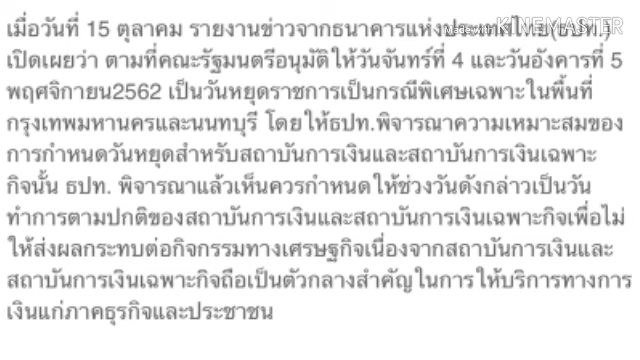 เมื่อวันที่ 15 ตุลาคม รายงานข่าวจากธนาคารแห่งประเทศไทย(ธปท.)
เปิดเผยว่า ตามที่คณะรัฐมนตรีอนุมัติให้วันจันทร์ที่ 4 และวันอังคารที่ 5
พฤศจิกายน2562 เป็นวันหยุดราชการเป็นกรณีพิเศษเฉพาะในพื้นที่
กรุงเทพมหานครและนนทบุรี โดยให้ธปท.พิจารณาความเหมาะสมของ
การกำหนดวันหยุดสำหรับสถาบันการเงินและสถาบันการเงินเฉพาะ
กิจนั้น ธปท. พิจารณาแล้วเห็นควรกำหนดให้ช่วงวันดังกล่าวเป็นวัน
ทำการตามปกติของสถาบันการเงินและสถาบันการเงินเฉพาะกิจเพื่อไม่
ให้ส่งผลกระทบต่อกิจกรรมทางเศรษฐกิจเนื่องจากสถาบันการเงินและ
สถาบันการเงินเฉพาะกิจถือเป็นตัวกลางสำคัญในการให้บริการทางการ
เงินแก่ภาคธุรกิจและประชาชน
Made with KINEMASTER